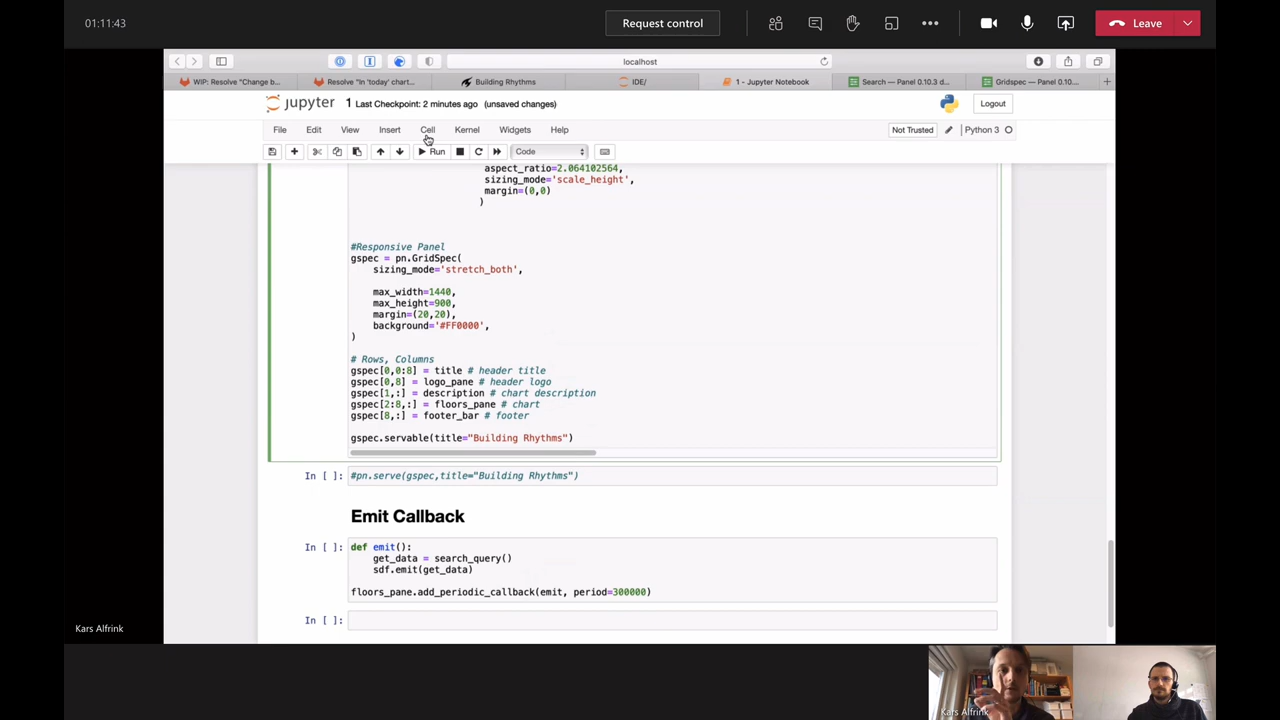 01:11:43
Request control
Leave
localhost
WIP: Resolve "Change b...
Resolve "In 'today' chart...
Building Rhythms
IDE/
1 - Jupyter Notebook
Search — Panel 0.10.3 d...
Gridspec — Panel 0.10....
jupyter 1 Last Checkpoint: 2 minutes ago (unsaved changes)
Logout
File Edit View Insert Cell Kernel Widgets Help
Not Trusted
Python 3
Run
Code
aspect_ratio=2.064102564,
sizing_mode='scale_height',
margin=(0,0)
)
#Responsive Panel
gspec = pn.GridSpec(
sizing_mode='stretch_both',
max_width=1440,
max_height=900,
margin=(20,20),
background='#FF0000',
)
# Rows, Columns
gspec[0,0:8] = title # header title
gspec[0,8] = logo_pane # header logo
gspec[1,:] = description # chart description
gspec[2:8,:] = floors_pane # chart
gspec[8,:] = footer_bar # footer
gspec.servable(title="Building Rhythms")
In [ ]: #pn.serve(gspec,title="Building Rhythms")
Emit Callback
In [ ]: def emit():
get_data = search_query()
sdf.emit(get_data)
floors_pane.add_periodic_callback(emit, period=300000)
In [ ]:
Kars Alfrink
Kars Alfrink